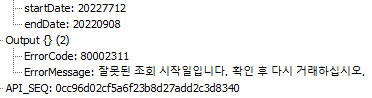 startDate: 20227712
endDate: 20220908
Output {} (2)
ErrorCode: 80002311
ErrorMessage: 잘못된 조회 시작일입니다. 확인 후 다시 거래하십시오.
API_SEQ: 0cc96d02cf5a6f23b8d27add2c3d8340